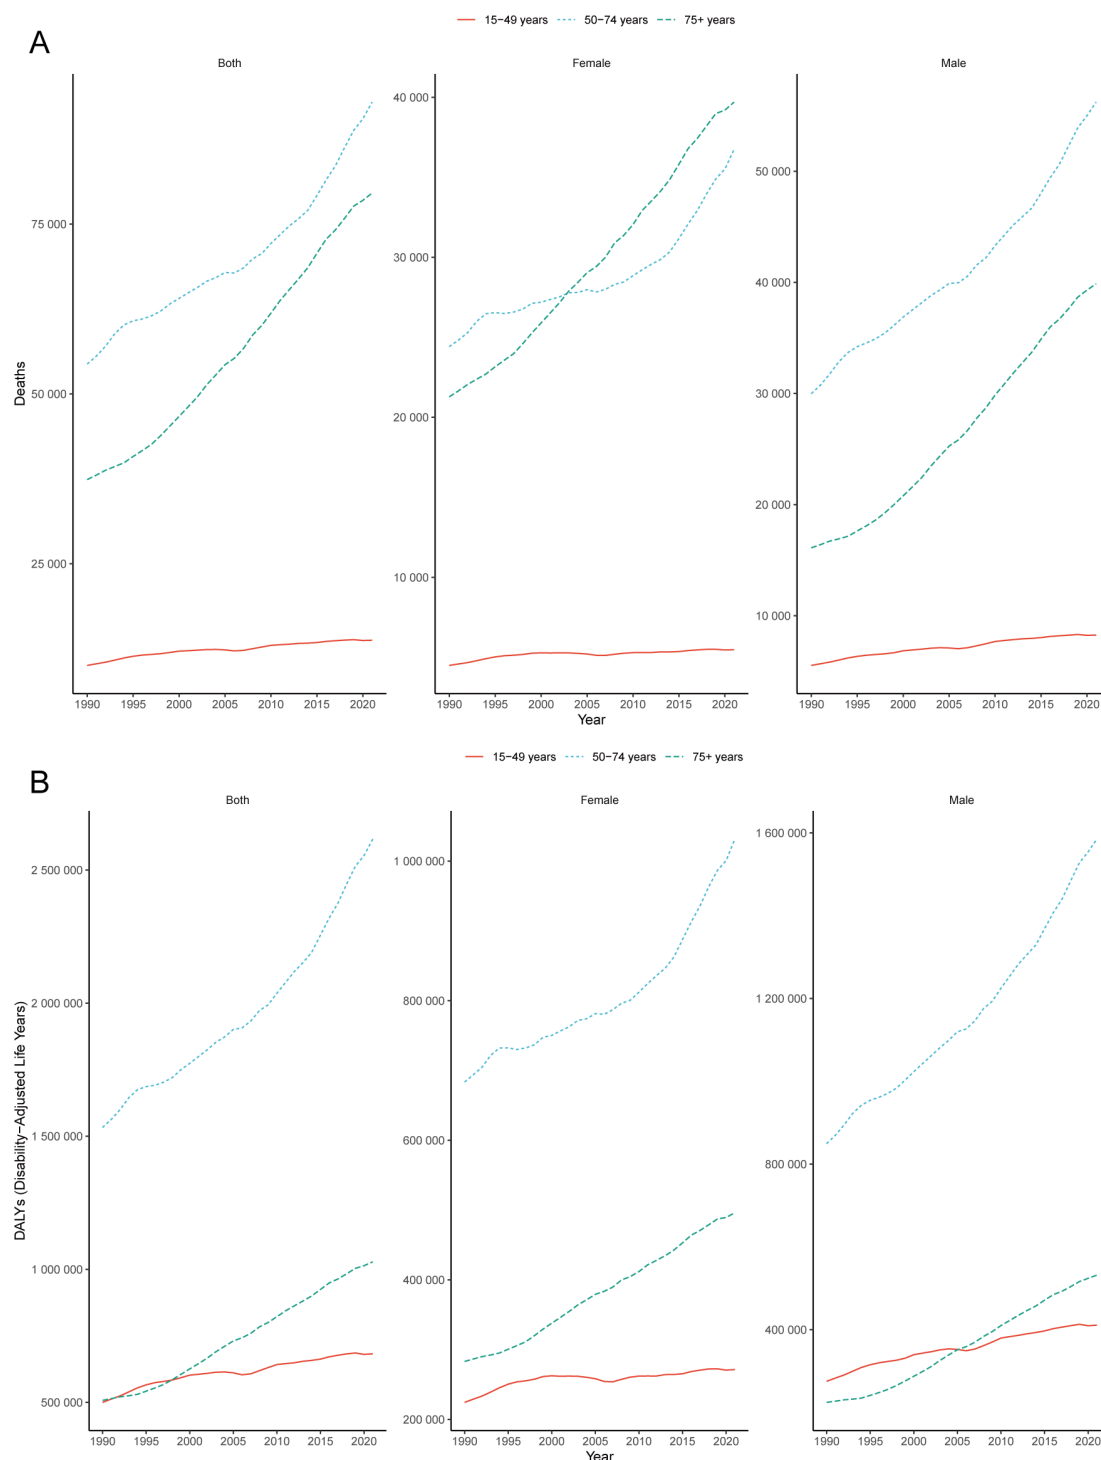 15−49 years 50−74 years 75+ years
A
Both Female Male
Deaths
75 000
50 000
25 000
40 000
30 000
20 000
10 000
50 000
40 000
30 000
20 000
10 000
1990 1995 2000 2005 2010 2015 2020
1990 1995 2000 2005 2010 2015 2020
1990 1995 2000 2005 2010 2015 2020
Year
15−49 years 50−74 years 75+ years
B
Both Female Male
DALYs (Disability−Adjusted Life Years)
2 500 000
2 000 000
1 500 000
1 000 000
500 000
1 000 000
800 000
600 000
400 000
200 000
1 600 000
1 200 000
800 000
400 000
1990 1995 2000 2005 2010 2015 2020
1990 1995 2000 2005 2010 2015 2020
1990 1995 2000 2005 2010 2015 2020
Year